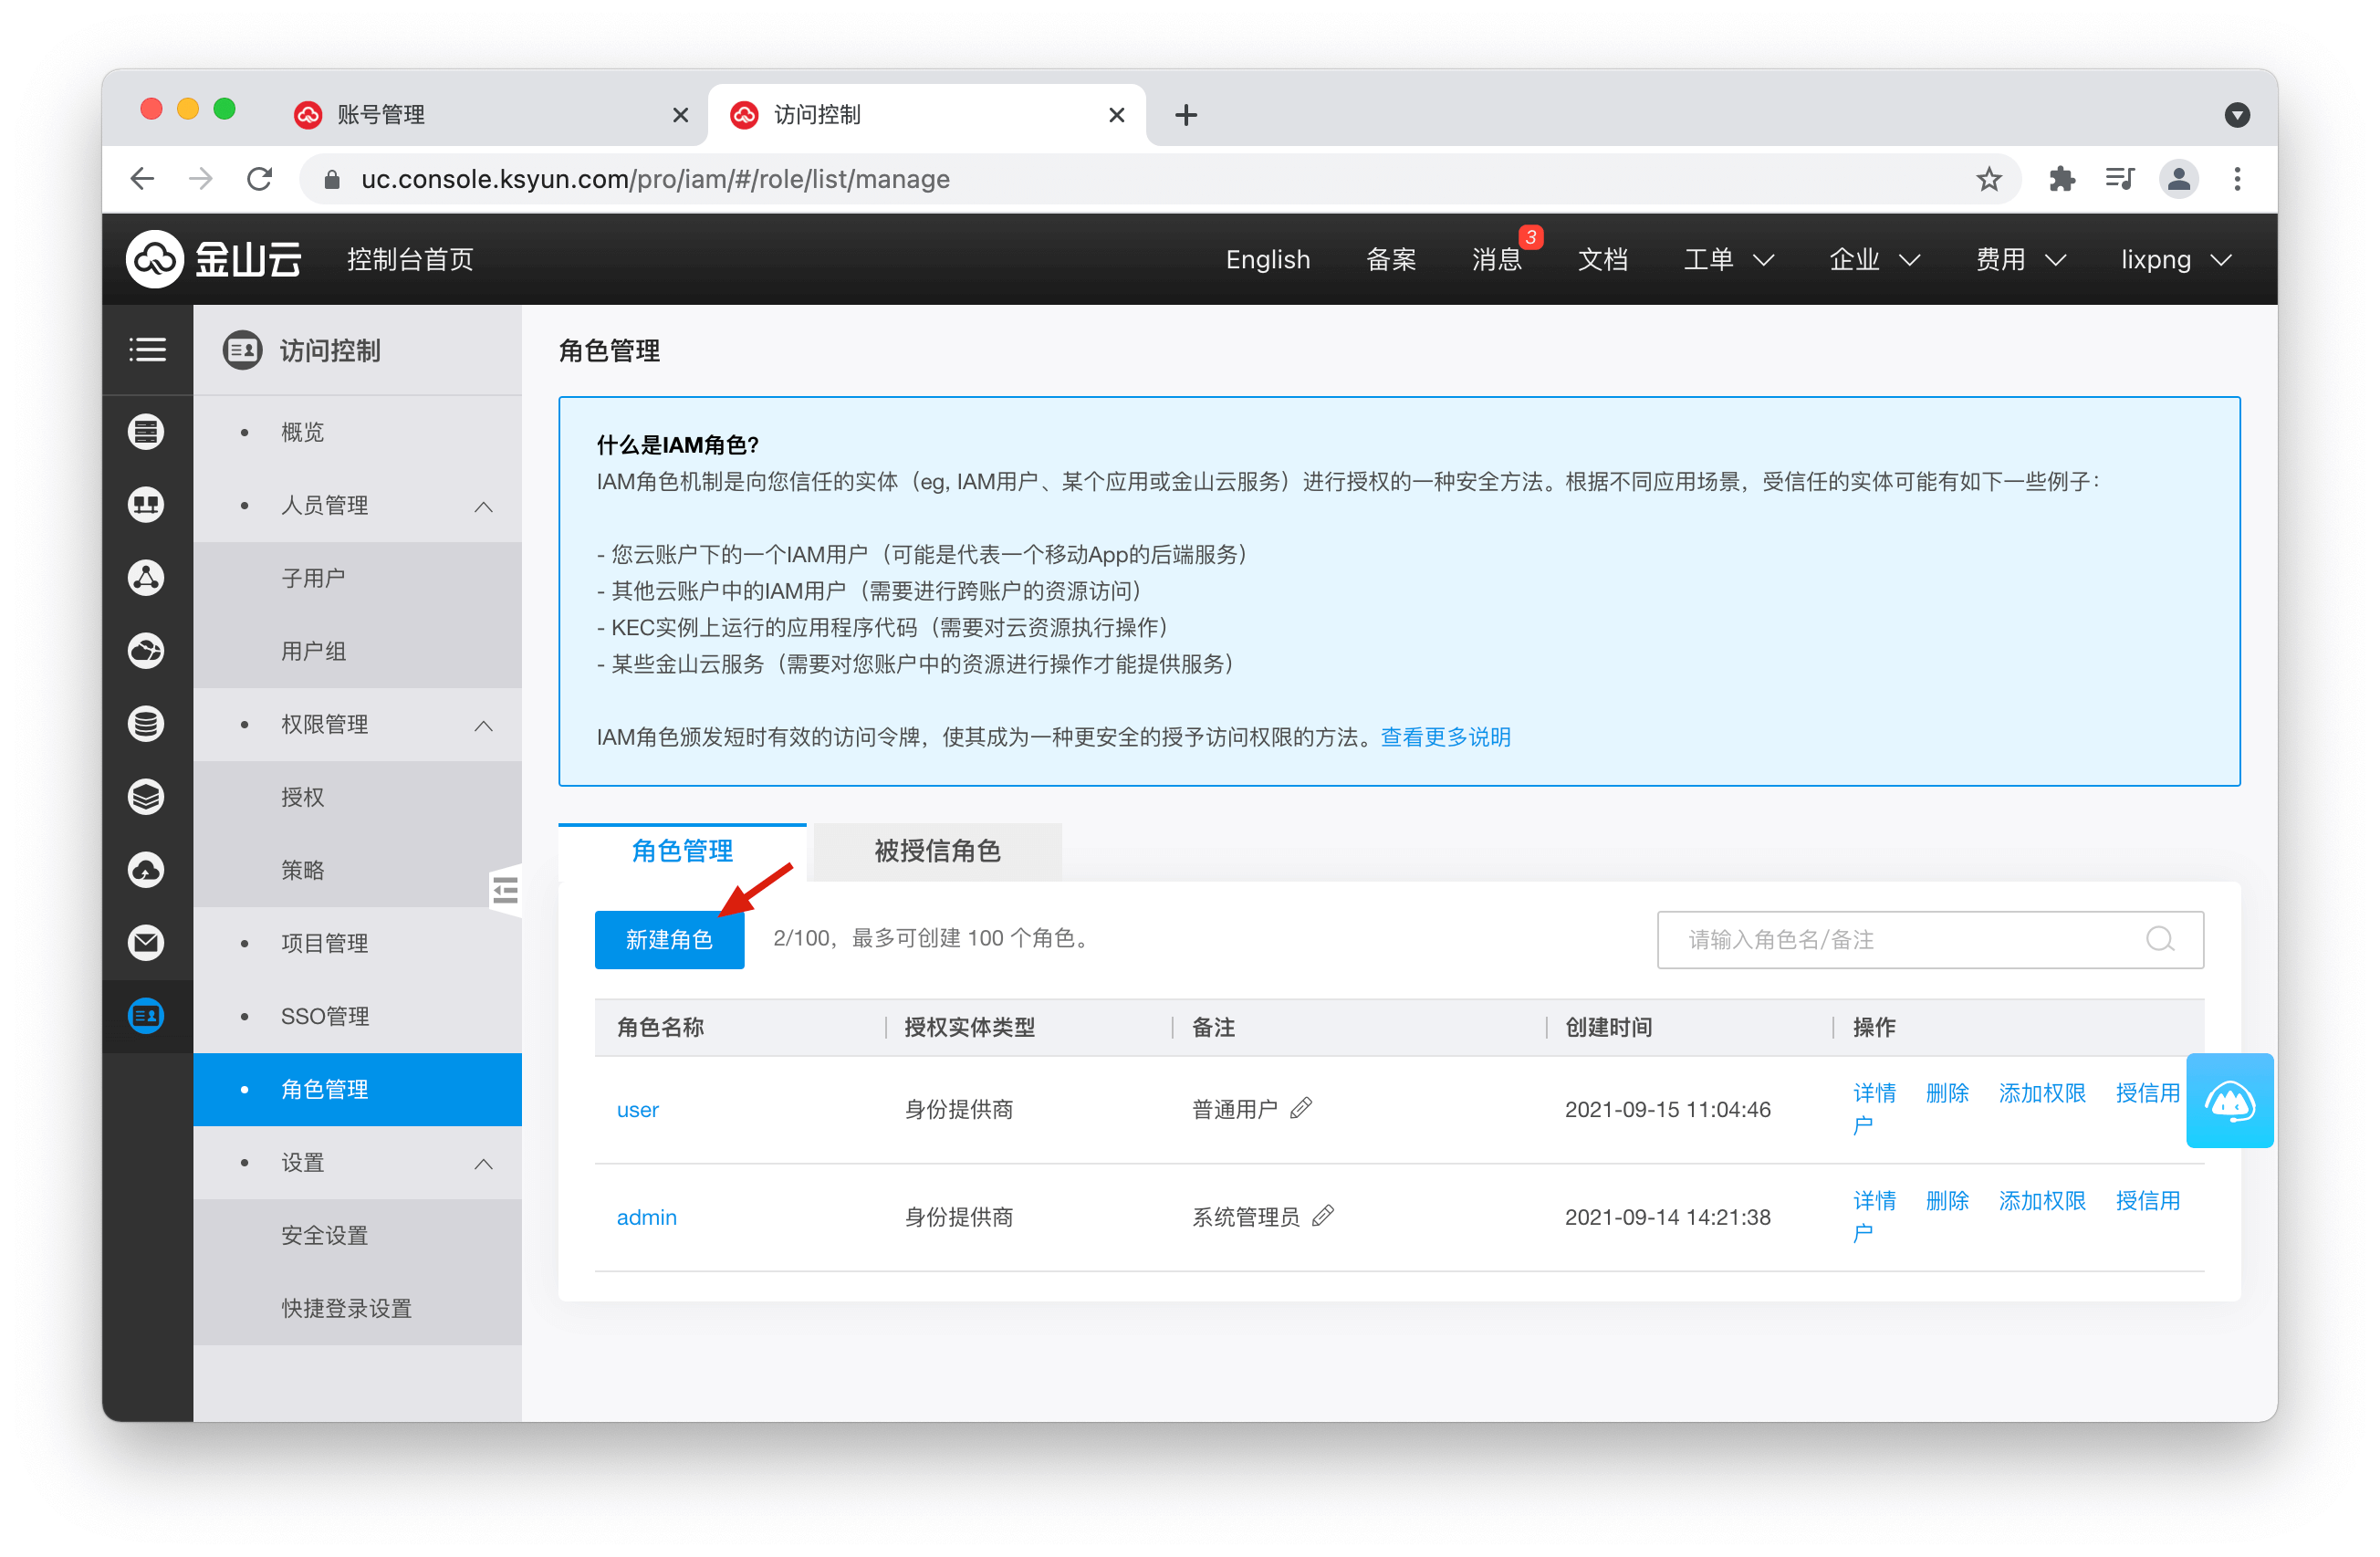 账号管理
访问控制
uc.console.ksyun.com/pro/iam/#/role/list/manage
金山云
控制台首页
English
备案
消息
3
文档
工单
企业
费用
lixpng
访问控制
概览
人员管理
子用户
用户组
权限管理
授权
策略
项目管理
SSO管理
角色管理
设置
安全设置
快捷登录设置
角色管理
什么是IAM角色?
IAM角色机制是向您信任的实体（eg, IAM用户、某个应用或金山云服务）进行授权的一种安全方法。根据不同应用场景，受信任的实体可能有如下一些例子：
- 您云账户下的一个IAM用户（可能是代表一个移动App的后端服务）
- 其他云账户中的IAM用户（需要进行跨账户的资源访问）
- KEC实例上运行的应用程序代码（需要对云资源执行操作）
- 某些金山云服务（需要对您账户中的资源进行操作才能提供服务）
IAM角色颁发短时有效的访问令牌，使其成为一种更安全的授予访问权限的方法。查看更多说明
角色管理
被授信角色
新建角色
2/100，最多可创建 100 个角色。
请输入角色名/备注
角色名称 授权实体类型 备注 创建时间 操作
user 身份提供商 普通用户 2021-09-15 11:04:46 详情 删除 添加权限 授信用
户
admin 身份提供商 系统管理员 2021-09-14 14:21:38 详情 删除 添加权限 授信用
户